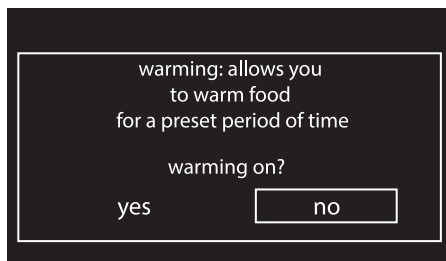 warming: allows you
to warm food
for a preset period of time
warming on?
yes no